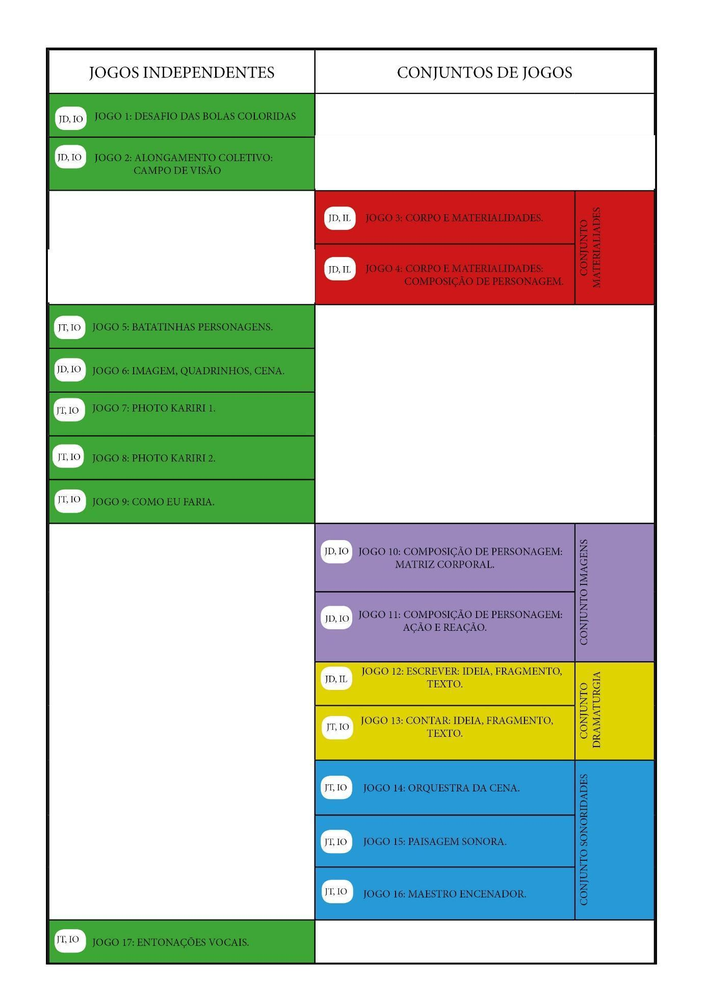 JOGOS INDEPENDENTES
CONJUNTOS DE JOGOS
JD, IO
JOGO 1: DESAFIO DAS BOLAS COLORIDAS
JD, IO
JOGO 2: ALONGAMENTO COLETIVO:
CAMPO DE VISÃO
JD, IL
JOGO 3: CORPO E MATERIALIDADES.
JD, IL
JOGO 4: CORPO E MATERIALIDADES:
COMPOSIÇÃO DE PERSONAGEM.
CONJUNTO
MATERIALIADES
JT, IO
JOGO 5: BATATINHAS PERSONAGENS.
JD, IO
JOGO 6: IMAGEM, QUADRINHOS, CENA.
JT, IO
JOGO 7: PHOTO KARIRI 1.
JT, IO
JOGO 8: PHOTO KARIRI 2.
JT, IO
JOGO 9: COMO EU FARIA.
JD, IO
JOGO 10: COMPOSIÇÃO DE PERSONAGEM:
MATRIZ CORPORAL.
JD, IO
JOGO 11: COMPOSIÇÃO DE PERSONAGEM:
AÇÃO E REAÇÃO.
CONJUNTO IMAGENS
JD, IL
JOGO 12: ESCREVER: IDEIA, FRAGMENTO,
TEXTO.
JT, IO
JOGO 13: CONTAR: IDEIA, FRAGMENTO,
TEXTO.
CONJUNTO
DRAMATURGIA
JT, IO
JOGO 14: ORQUESTRA DA CENA.
JT, IO
JOGO 15: PAISAGEM SONORA.
JT, IO
JOGO 16: MAESTRO ENCENADOR.
CONJUNTO SONORIDADES
JT, IO
JOGO 17: ENTONAÇÕES VOCAIS.